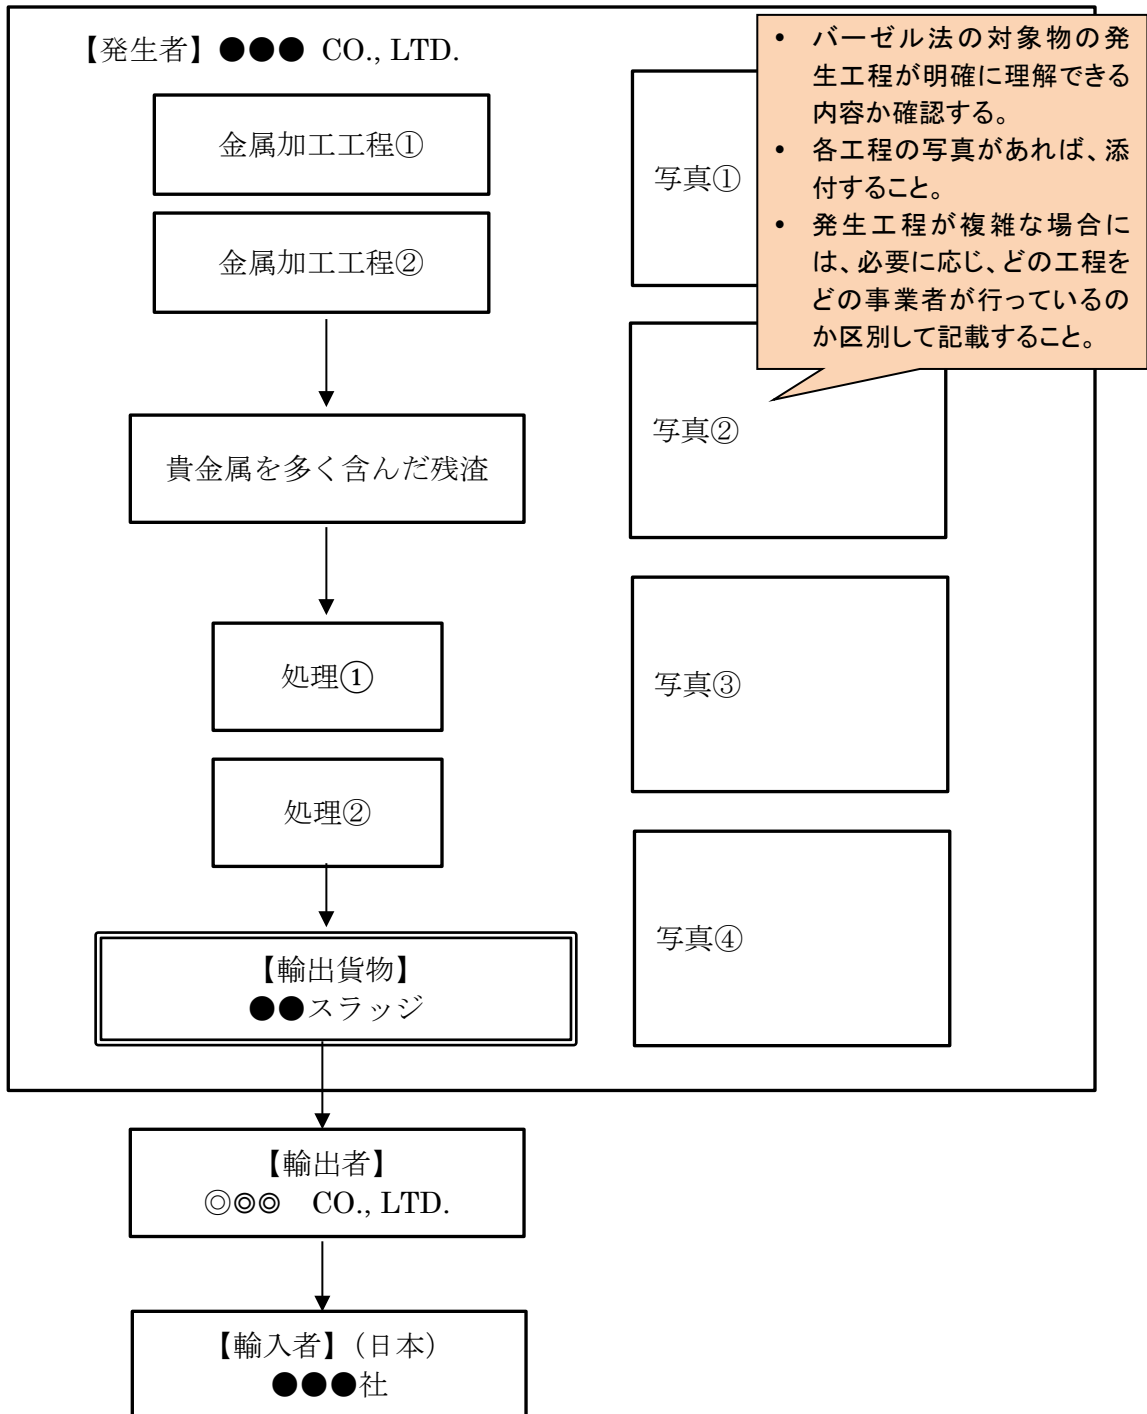 【発生者】●●● CO., LTD.
金属加工工程①
金属加工工程②
貴金属を多く含んだ残渣
処理①
処理②
【輸出貨物】
●●スラッジ
【輸出者】
◎◎◎ CO., LTD.
【輸入者】（日本）
●●●社
写真①
写真②
写真③
写真④
• バーゼル法の対象物の発
生工程が明確に理解できる
内容か確認する。
• 各工程の写真があれば、添
付すること。
• 発生工程が複雑な場合に
は、必要に応じ、どの工程を
どの事業者が行っているの
か区別して記載すること。